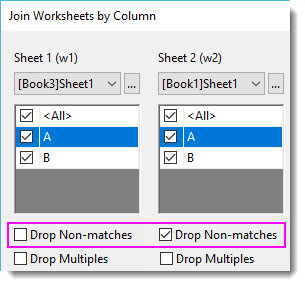 Join Worksheets by Column
Sheet 1 (w1) Sheet 2 (w2)
[Book3]Sheet1 ... [Book1]Sheet1 ...
<All> <All>
A A
B B
Drop Non-matches Drop Non-matches
Drop Multiples Drop Multiples